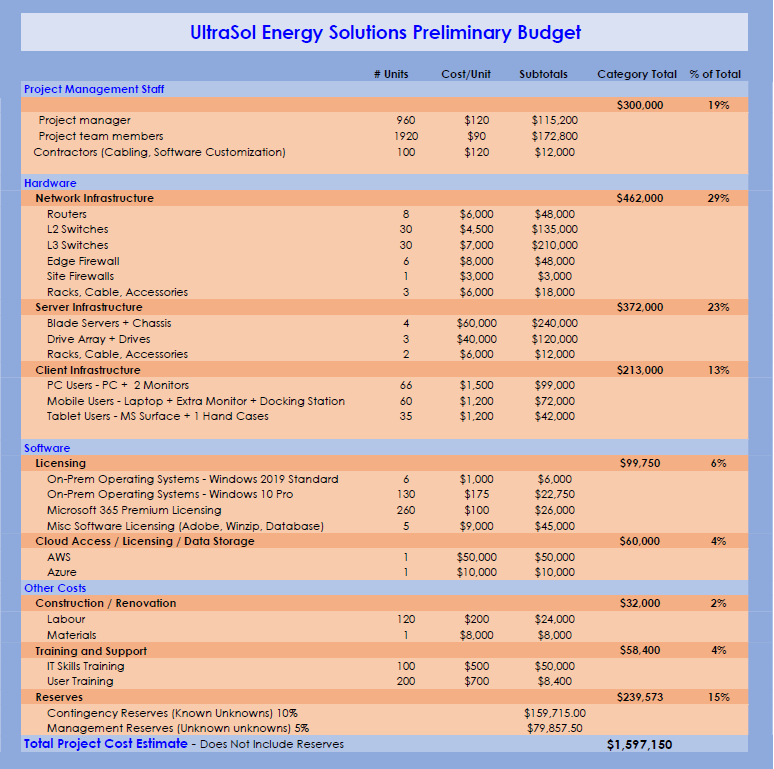 UltraSol Energy Solutions Preliminary Budget
# Units Cost/Unit Subtotals Category Total % of Total
Project Management Staff
$300,000 19%
Project manager 960 $120 $115,200
Project team members 1920 $90 $172,800
Contractors (Cabling, Software Customization) 100 $120 $12,000
Hardware
Network Infrastructure $462,000 29%
Routers 8 $6,000 $48,000
L2 Switches 30 $4,500 $135,000
L3 Switches 30 $7,000 $210,000
Edge Firewall 6 $8,000 $48,000
Site Firewalls 1 $3,000 $3,000
Racks, Cable, Accessories 3 $6,000 $18,000
Server Infrastructure $372,000 23%
Blade Servers + Chassis 4 $60,000 $240,000
Drive Array + Drives 3 $40,000 $120,000
Racks, Cable, Accessories 2 $6,000 $12,000
Client Infrastructure $213,000 13%
PC Users - PC + 2 Monitors 66 $1,500 $99,000
Mobile Users - Laptop + Extra Monitor + Docking Station 60 $1,200 $72,000
Tablet Users - MS Surface + 1 Hand Cases 35 $1,200 $42,000
Software
Licensing $99,750 6%
On-Prem Operating Systems - Windows 2019 Standard 6 $1,000 $6,000
On-Prem Operating Systems - Windows 10 Pro 130 $175 $22,750
Microsoft 365 Premium Licensing 260 $100 $26,000
Misc Software Licensing (Adobe, Winzip, Database) 5 $9,000 $45,000
Cloud Access / Licensing / Data Storage $60,000 4%
AWS 1 $50,000 $50,000
Azure 1 $10,000 $10,000
Other Costs
Construction / Renovation $32,000 2%
Labour 120 $200 $24,000
Materials 1 $8,000 $8,000
Training and Support $58,400 4%
IT Skills Training 100 $500 $50,000
User Training 200 $700 $8,400
Reserves $239,573 15%
Contingency Reserves (Known Unknowns) 10% $159,715.00
Management Reserves (Unknown unknowns) 5% $79,857.50
Total Project Cost Estimate - Does Not Include Reserves $1,597,150